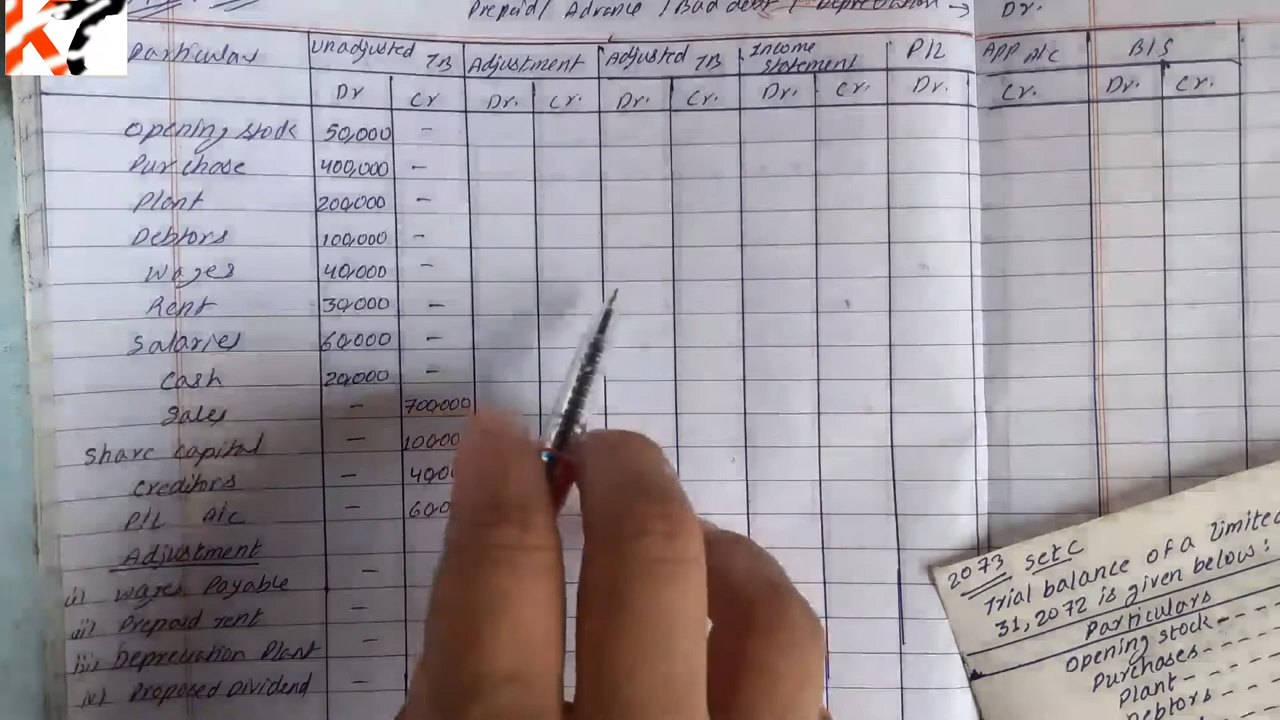 Prepaid / Advance / Bad debt / Depreciation → Dr.
Particulars Unadjusted TB Adjustment Adjusted TB Income statement P/L APP A/C B/S
Dr Cr Dr. Cr. Dr. Cr. Dr. Cr. Dr. Cr. Dr. Cr.
Opening stock 50,000 -
Purchase 400,000 -
Plant 200,000 -
Debtors 100,000 -
Wages 40,000 -
Rent 30,000 -
Salaries 60,000 -
Cash 20,000 -
Sales - 700,000
Share capital -
Creditors -
P/L A/c -
Adjustment
i) Wages Payable -
ii) Prepaid rent -
iii) Depreciation Plant -
iv) Proposed Dividend -
2073 set C
Trial balance of a limited
31, 2072 is given below:
Particulars
Opening stock - - - -
Purchases - - - -
Plant - - - -
Debtors - - - -